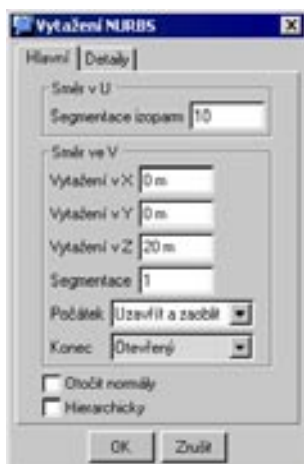 Vytažení NURBS
Hlavní Detaily
Směr v U
Segmentace izoparm 10
Směr ve V
Vytažení v X 0 m
Vytažení v Y 0 m
Vytažení v Z 20 m
Segmentace 1
Počátek Uzavřít a zaoblit
Konec Otevřený
Otočit normály
Hierarchicky
OK Zrušit